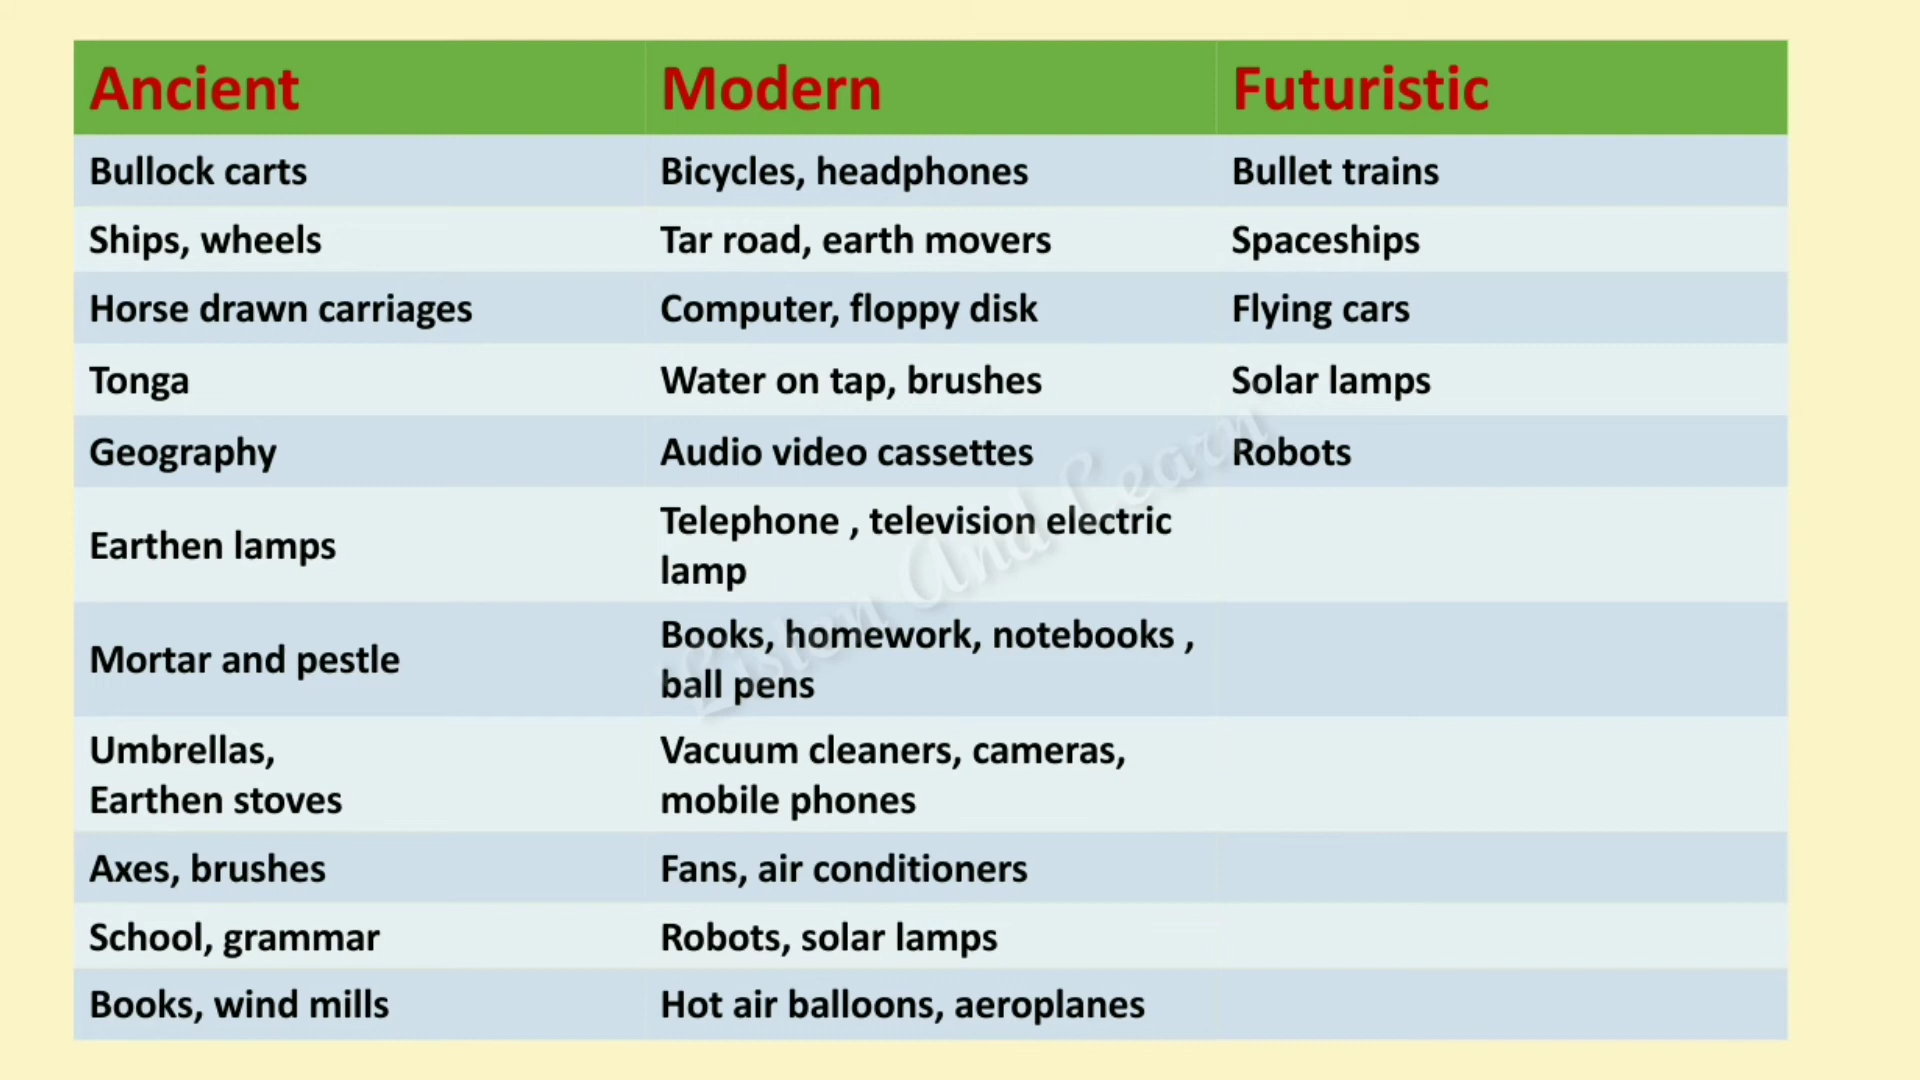 Ancient Modern Futuristic
Bullock carts Bicycles, headphones Bullet trains
Ships, wheels Tar road, earth movers Spaceships
Horse drawn carriages Computer, floppy disk Flying cars
Tonga Water on tap, brushes Solar lamps
Geography Audio video cassettes Robots
Earthen lamps Telephone , television electric
lamp
Mortar and pestle Books, homework, notebooks ,
ball pens
Umbrellas, Vacuum cleaners, cameras,
Earthen stoves mobile phones
Axes, brushes Fans, air conditioners
School, grammar Robots, solar lamps
Books, wind mills Hot air balloons, aeroplanes
Listen And Learn